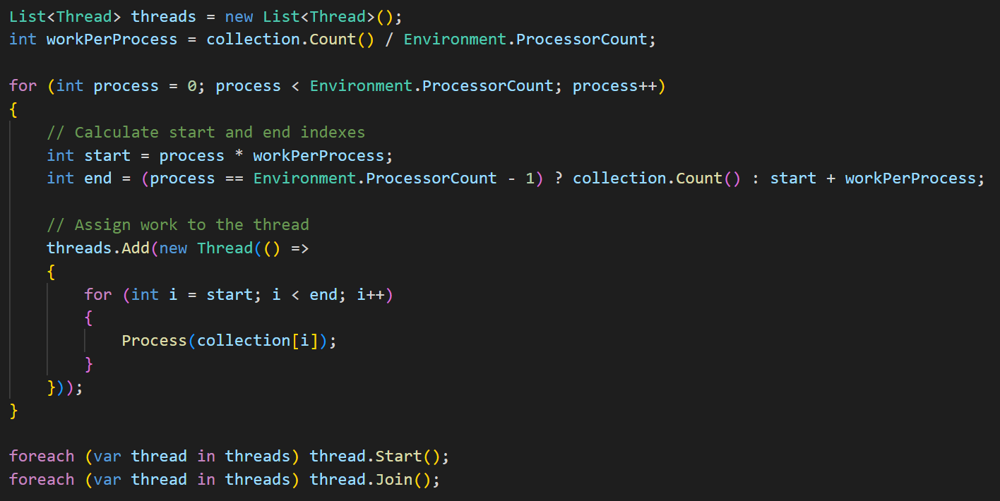 List<Thread> threads = new List<Thread>();
int workPerProcess = collection.Count() / Environment.ProcessorCount;

for (int process = 0; process < Environment.ProcessorCount; process++)
{
    // Calculate start and end indexes
    int start = process * workPerProcess;
    int end = (process == Environment.ProcessorCount - 1) ? collection.Count() : start + workPerProcess;

    // Assign work to the thread
    threads.Add(new Thread(() =>
    {
        for (int i = start; i < end; i++)
        {
            Process(collection[i]);
        }
    }));
}

foreach (var thread in threads) thread.Start();
foreach (var thread in threads) thread.Join();